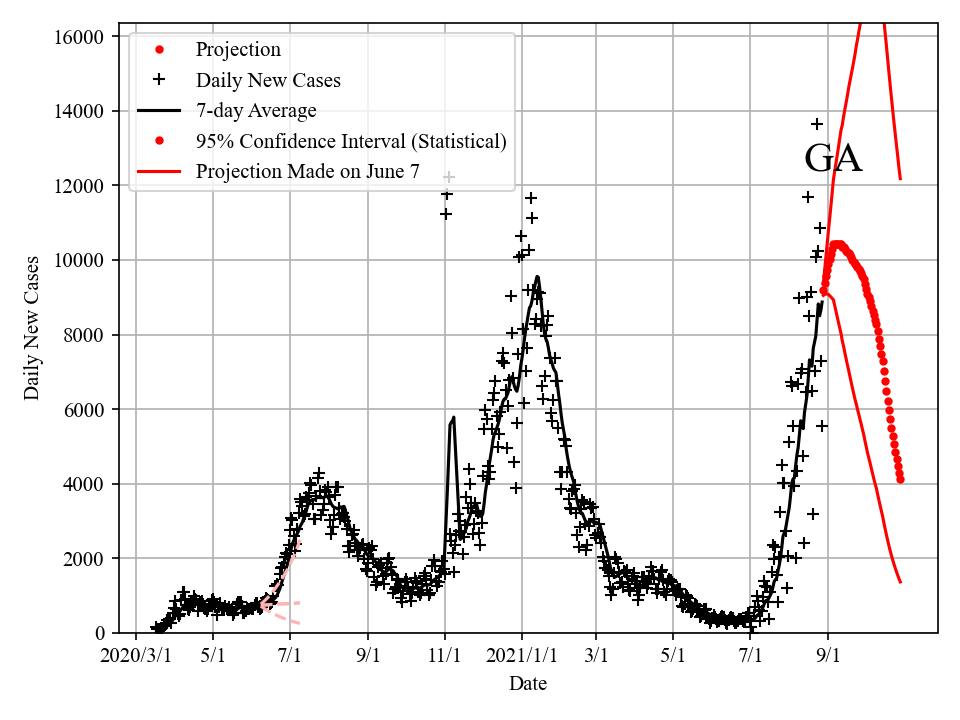 16000
14000
12000
10000
8000
6000
4000
2000
0
Daily New Cases
Projection
Daily New Cases
7-day Average
95% Confidence Interval (Statistical)
Projection Made on June 7
GA
2020/3/1 5/1 7/1 9/1 11/1 2021/1/1 3/1 5/1 7/1 9/1
Date